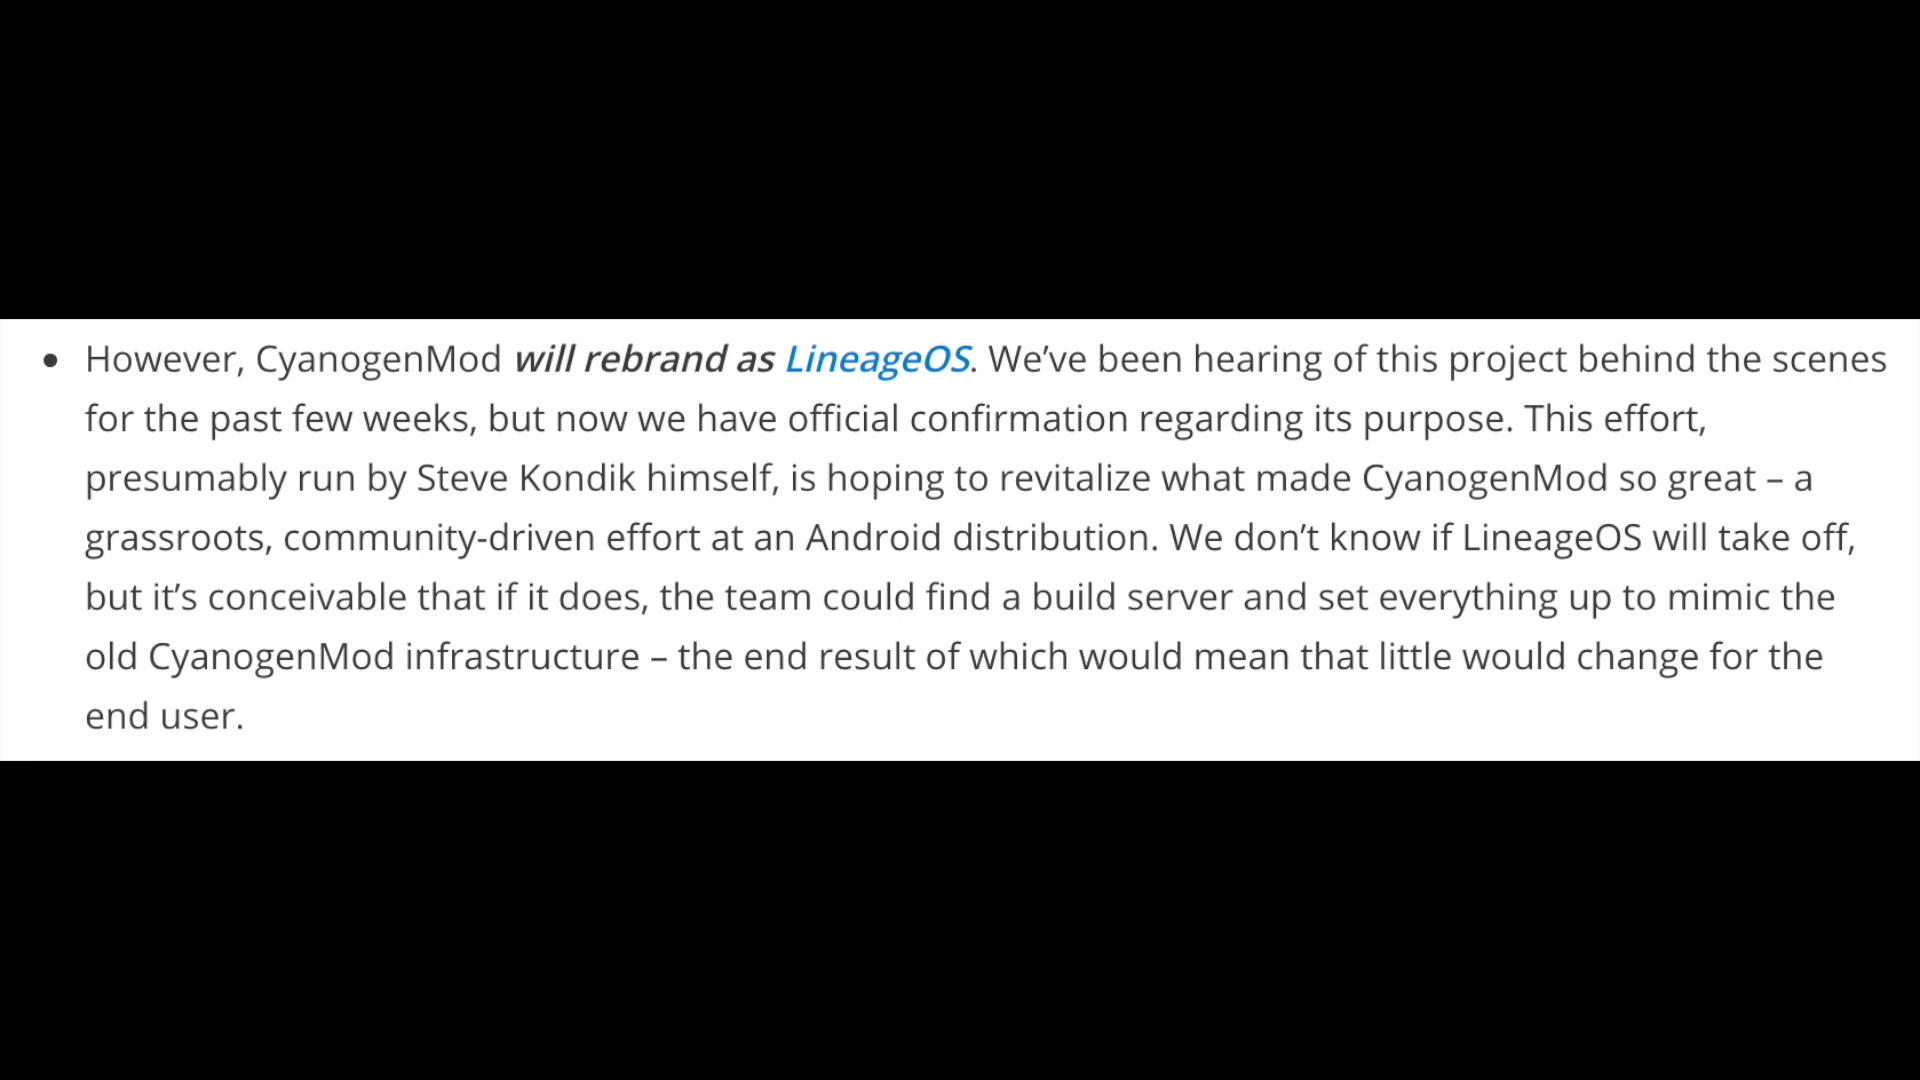 • However, CyanogenMod will rebrand as LineageOS. We’ve been hearing of this project behind the scenes
for the past few weeks, but now we have official confirmation regarding its purpose. This effort,
presumably run by Steve Kondik himself, is hoping to revitalize what made CyanogenMod so great – a
grassroots, community-driven effort at an Android distribution. We don’t know if LineageOS will take off,
but it’s conceivable that if it does, the team could find a build server and set everything up to mimic the
old CyanogenMod infrastructure – the end result of which would mean that little would change for the
end user.